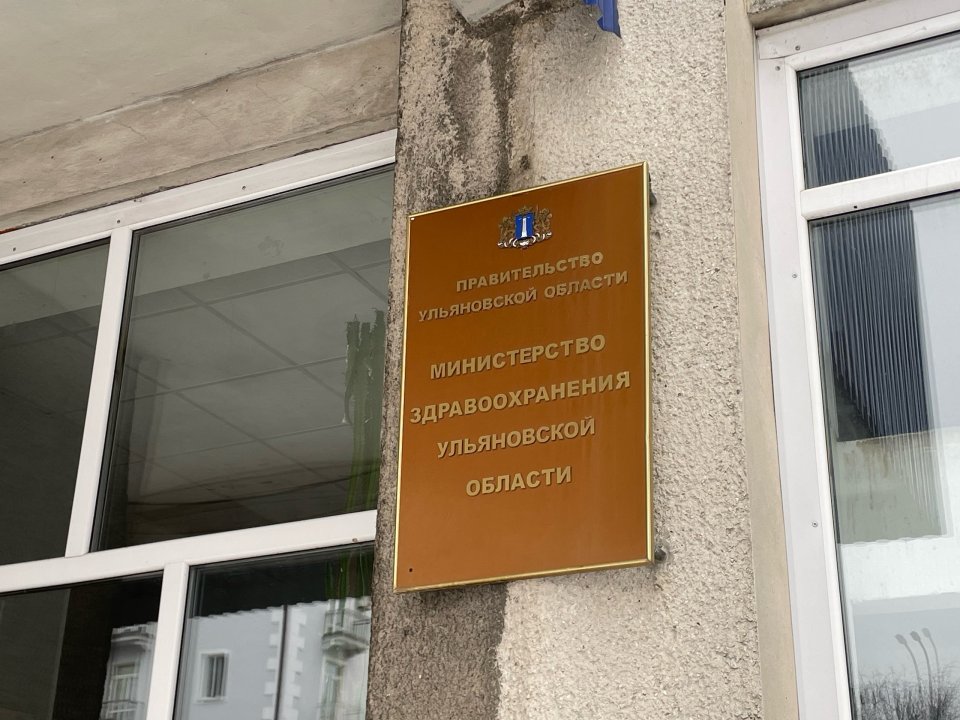 ПРАВИТЕЛЬСТВО
УЛЬЯНОВСКОЙ ОБЛАСТИ
МИНИСТЕРСТВО
ЗДРАВООХРАНЕНИЯ
УЛЬЯНОВСКОЙ
ОБЛАСТИ